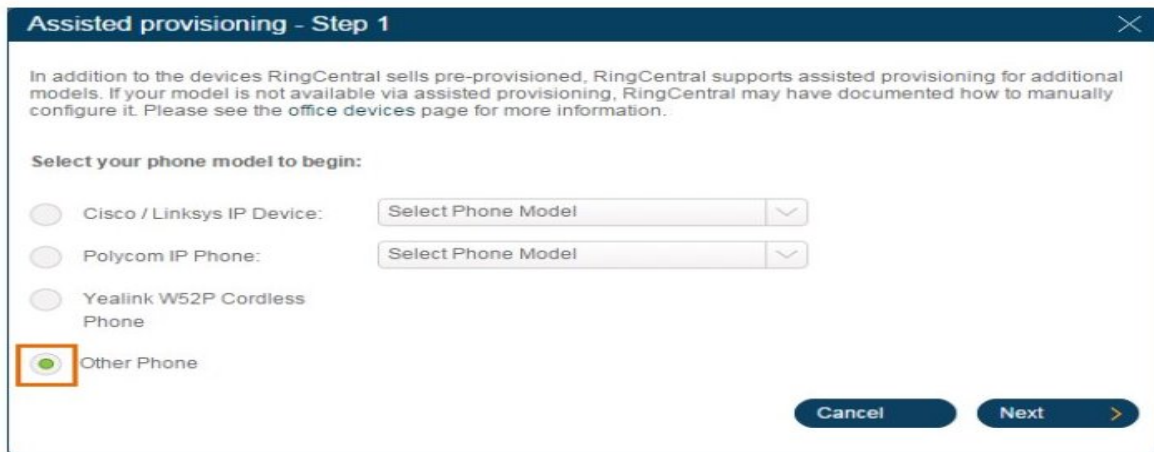 Assisted provisioning - Step 1
In addition to the devices RingCentral sells pre-provisioned, RingCentral supports assisted provisioning for additional
models. If your model is not available via assisted provisioning, RingCentral may have documented how to manually
configure it. Please see the office devices page for more information.
Select your phone model to begin:
Cisco / Linksys IP Device: Select Phone Model
Polycom IP Phone: Select Phone Model
Yealink W52P Cordless
Phone
Other Phone
Cancel Next >